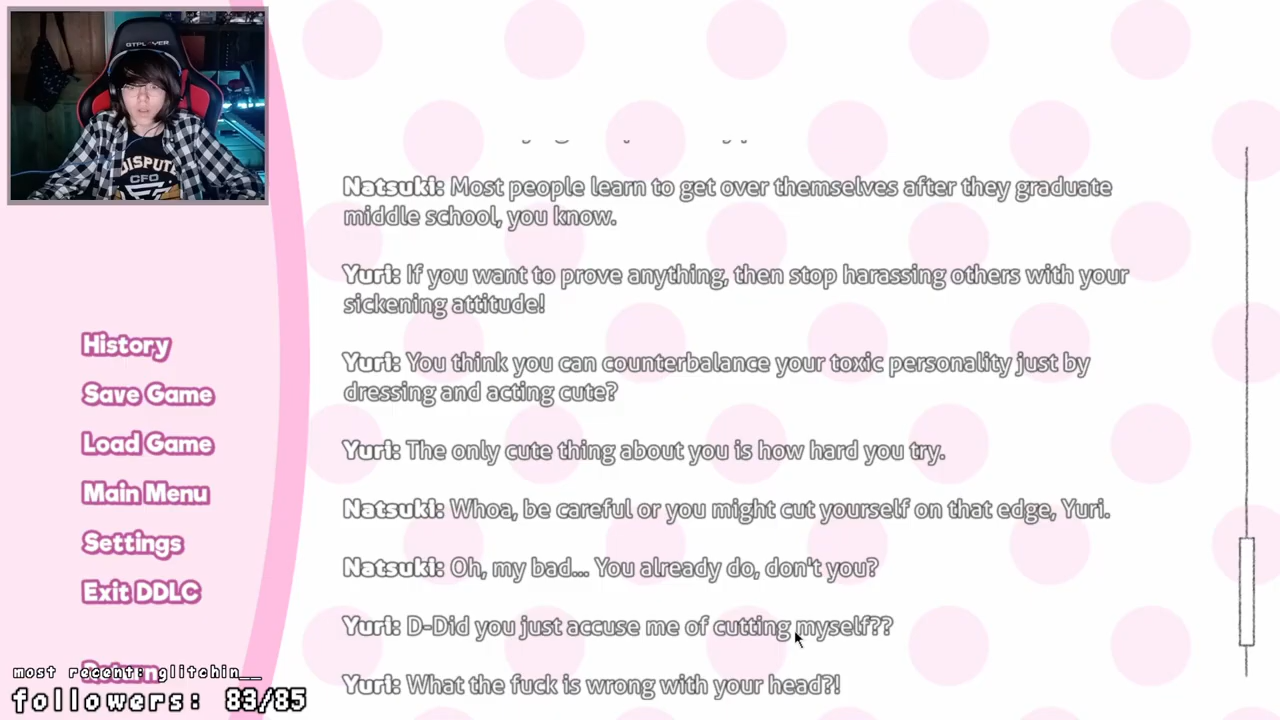 GTPLAYER
DISPUTE
CFO
Natsuki: Most people learn to get over themselves after they graduate
middle school, you know.
Yuri: If you want to prove anything, then stop harassing others with your
sickening attitude!
Yuri: You think you can counterbalance your toxic personality just by
dressing and acting cute?
Yuri: The only cute thing about you is how hard you try.
Natsuki: Whoa, be careful or you might cut yourself on that edge, Yuri.
Natsuki: Oh, my bad... You already do, don't you?
Yuri: D-Did you just accuse me of cutting myself??
Yuri: What the fuck is wrong with your head?!
History
Save Game
Load Game
Main Menu
Settings
Exit DDLC
Return
most recent: glitchin__
followers: 83/85